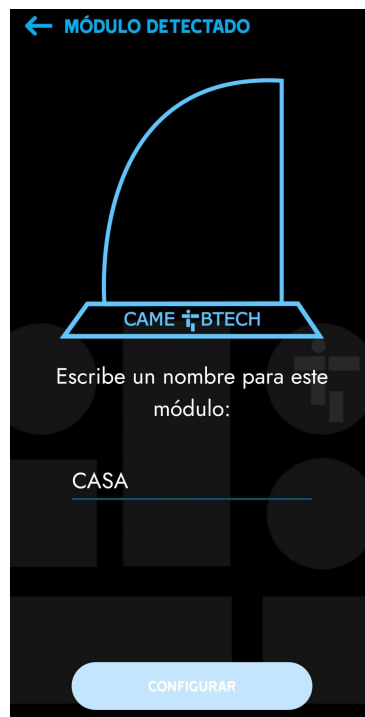 MÓDULO DETECTADO
CAME BTECH
Escribe un nombre para este
módulo:
CASA
CONFIGURAR